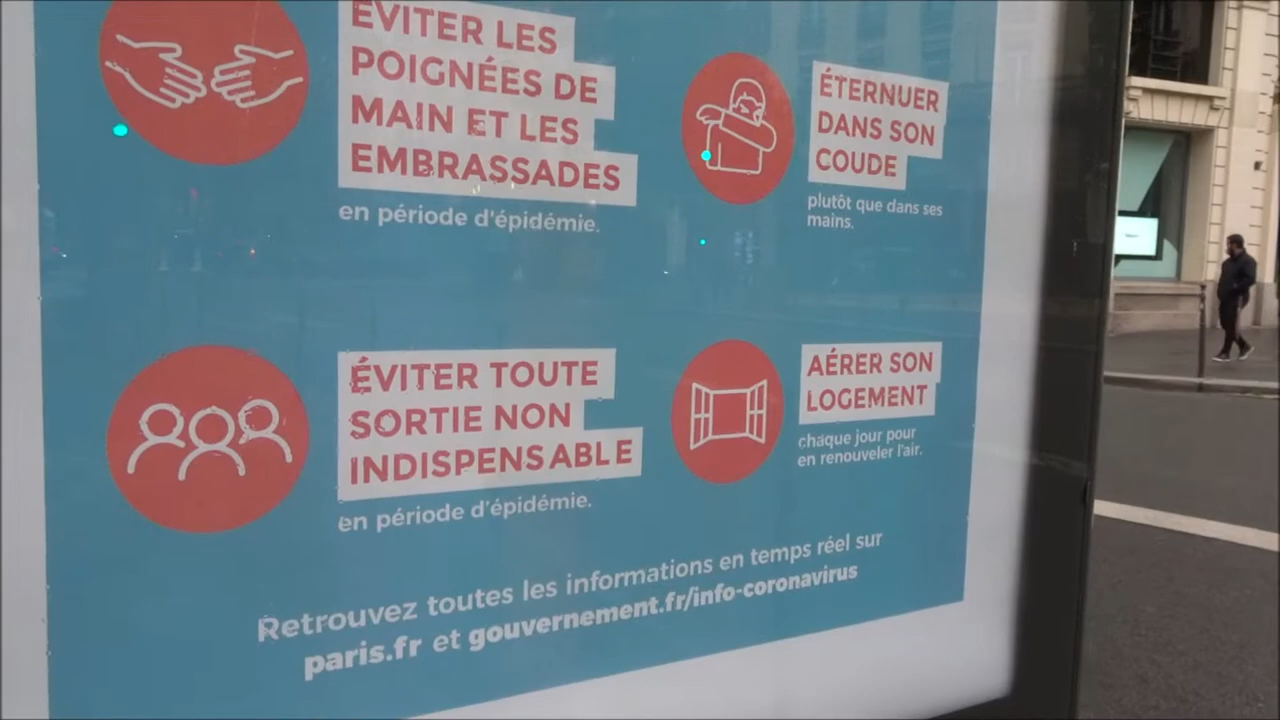 ÉVITER LES
POIGNÉES DE
MAIN ET LES
EMBRASSADES
en période d'épidémie.
ÉTERNUER
DANS SON
COUDE
plutôt que dans ses
mains.
ÉVITER TOUTE
SORTIE NON
INDISPENSABLE
en période d'épidémie.
AÉRER SON
LOGEMENT
chaque jour pour
en renouveler l'air.
Retrouvez toutes les informations en temps réel sur
paris.fr et gouvernement.fr/info-coronavirus